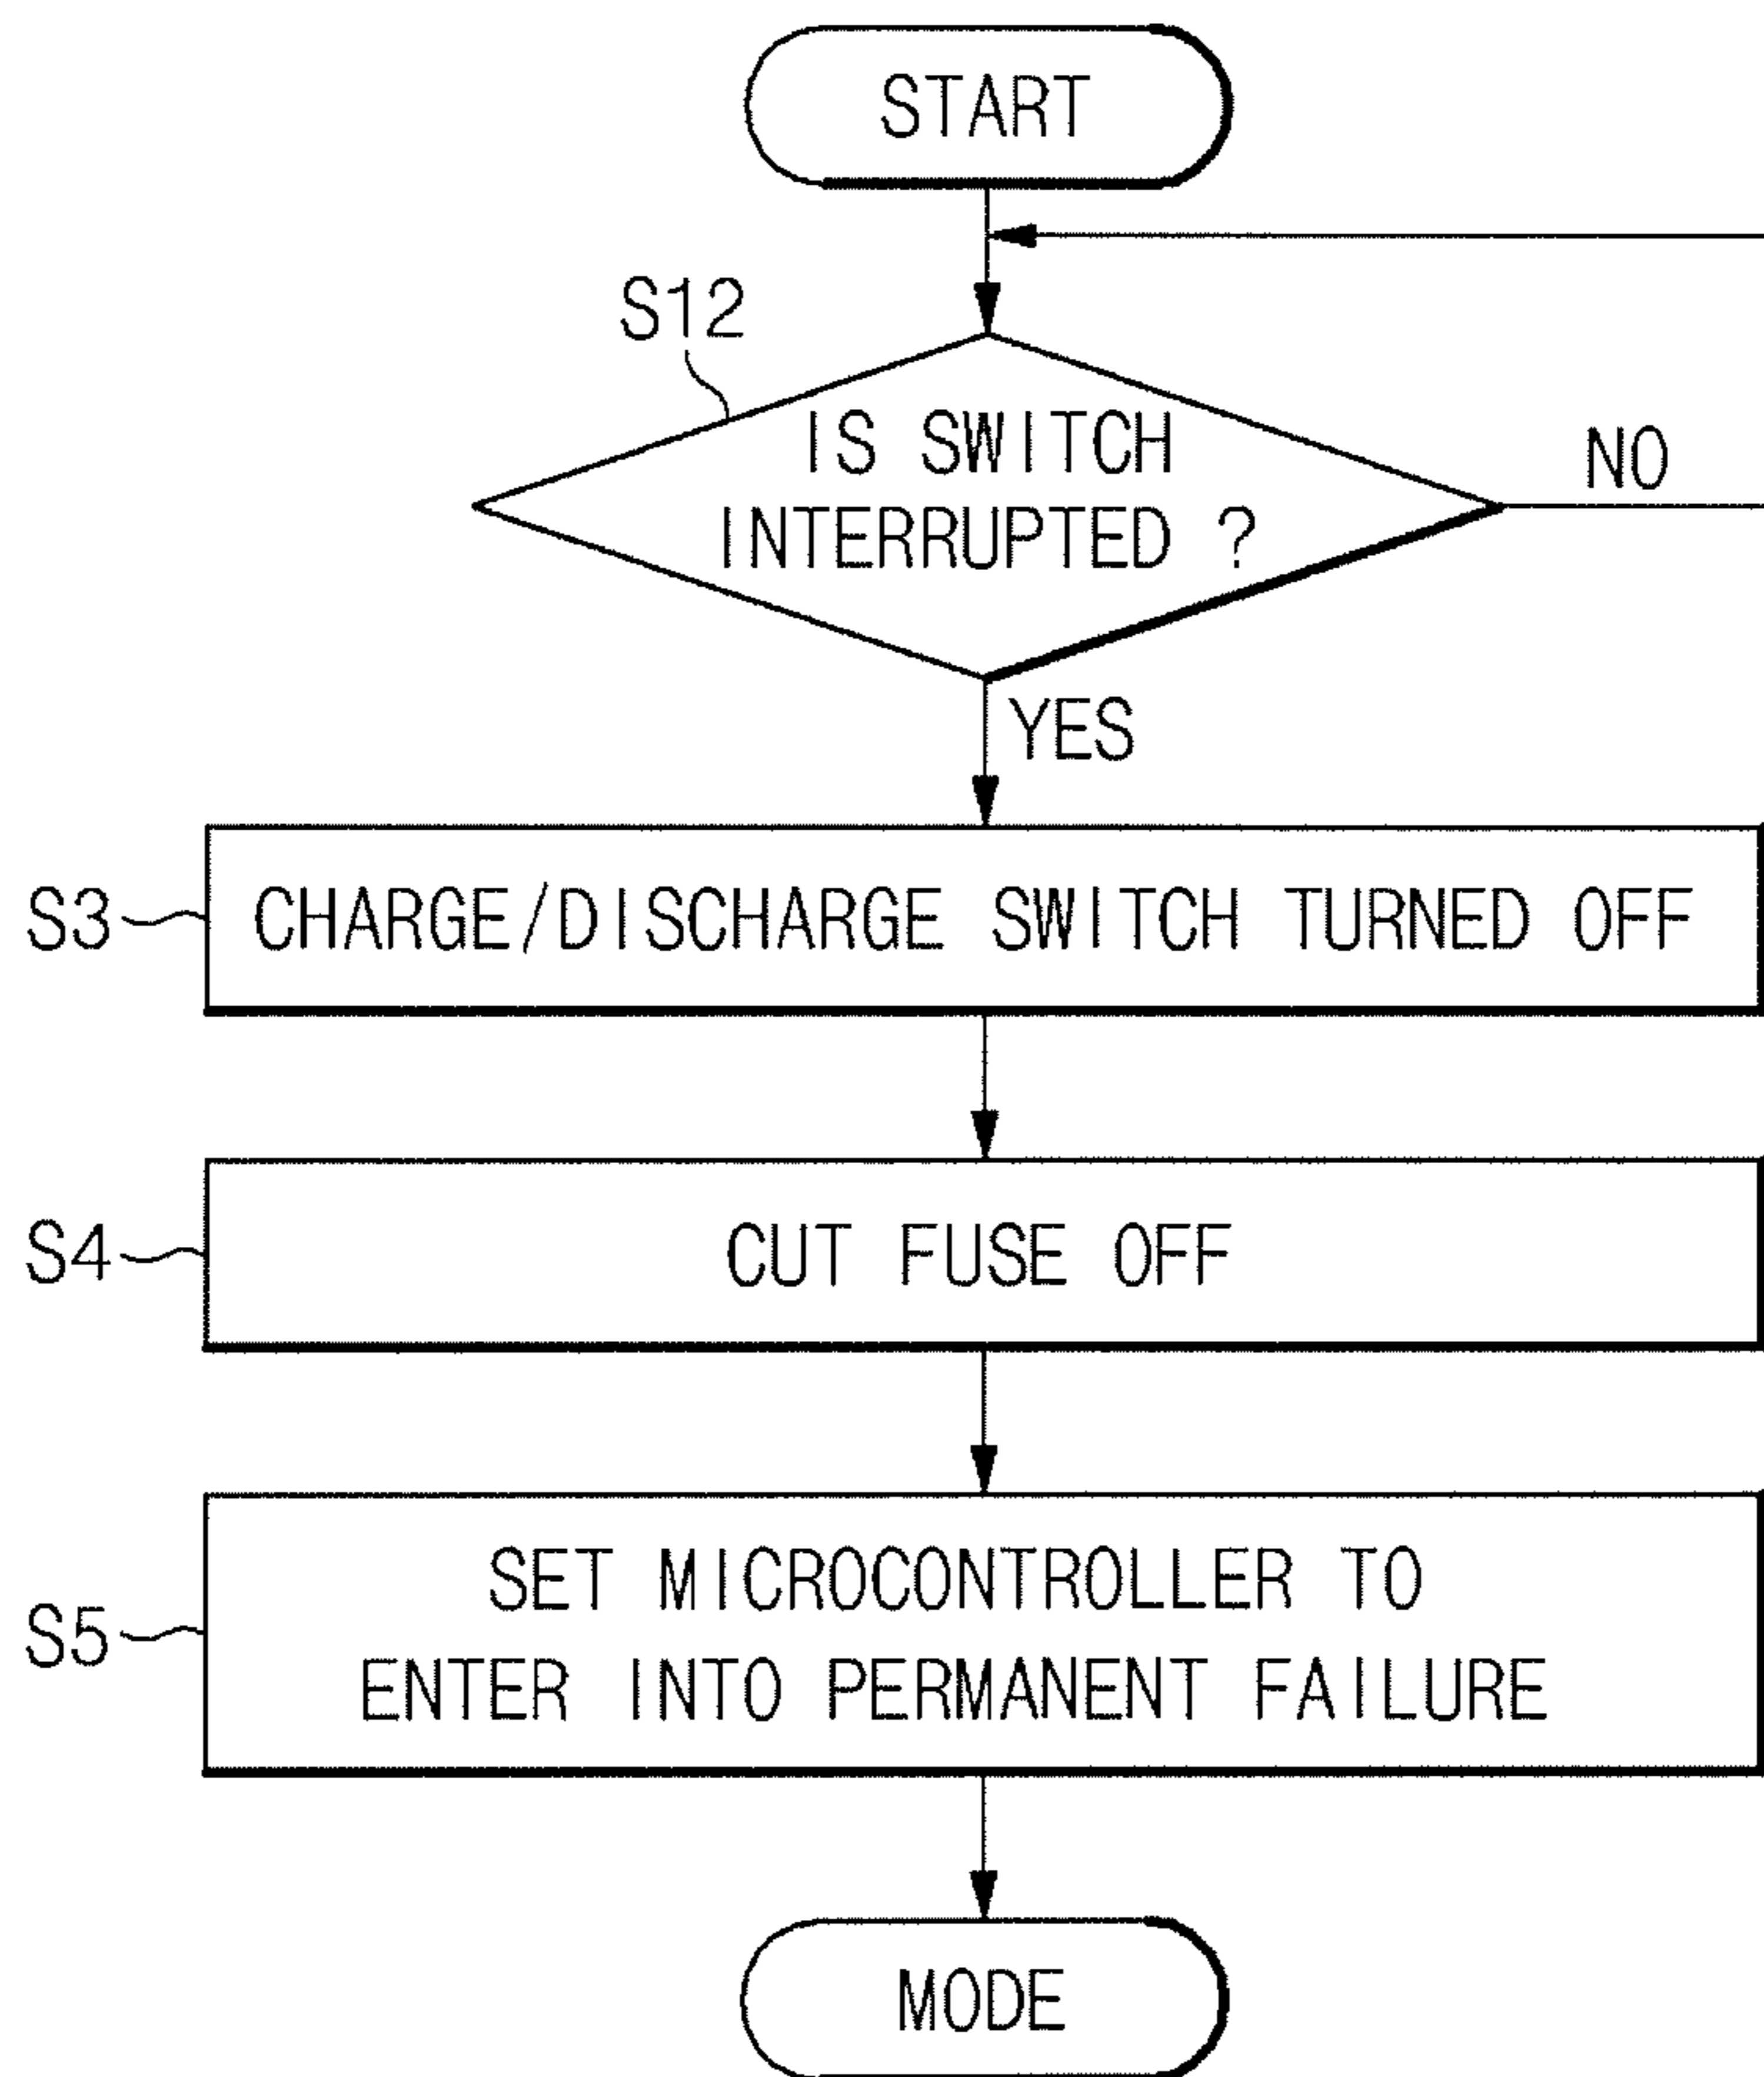 START
S12
IS SWITCH
INTERRUPTED ?
NO
YES
S3
CHARGE/DISCHARGE SWITCH TURNED OFF
S4
CUT FUSE OFF
S5
SET MICROCONTROLLER TO
ENTER INTO PERMANENT FAILURE
MODE